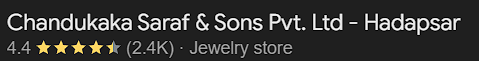 Chandukaka Saraf & Sons Pvt. Ltd - Hadapsar
4.4 ★★★★★ (2.4K) · Jewelry store